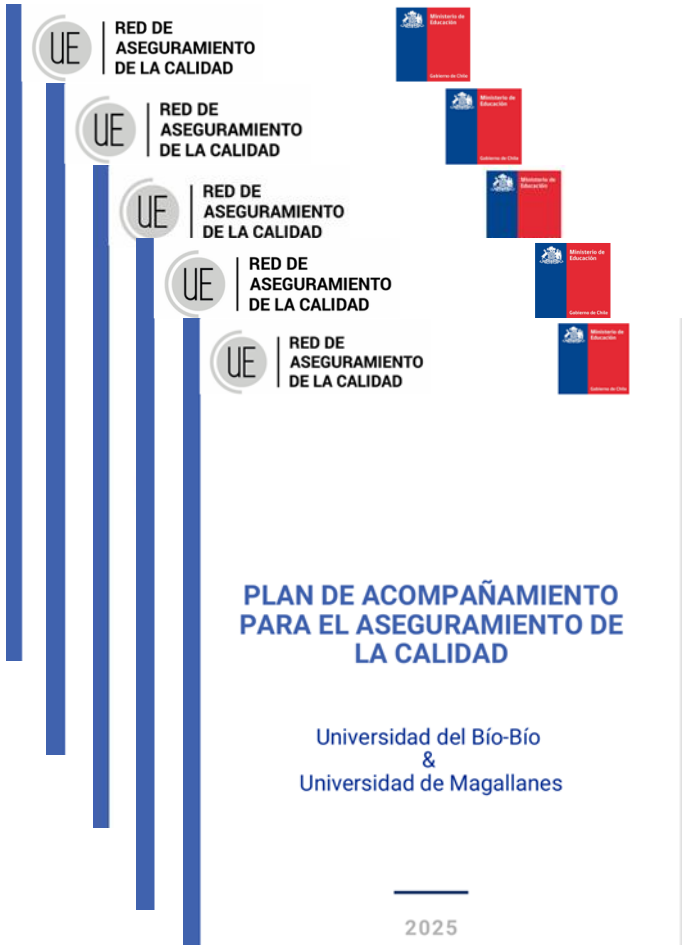 UE
RED DE
ASEGURAMIENTO
DE LA CALIDAD
Ministerio de
Educación
Gobierno de Chile
UE
RED DE
ASEGURAMIENTO
DE LA CALIDAD
Ministerio de
Educación
Gobierno de Chile
UE
RED DE
ASEGURAMIENTO
DE LA CALIDAD
Ministerio de
Educación
UE
RED DE
ASEGURAMIENTO
DE LA CALIDAD
Ministerio de
Educación
Gobierno de Chile
UE
RED DE
ASEGURAMIENTO
DE LA CALIDAD
Ministerio de
Educación
Gobierno de Chile
PLAN DE ACOMPAÑAMIENTO
PARA EL ASEGURAMIENTO DE
LA CALIDAD
Universidad del Bío-Bío
&
Universidad de Magallanes
2025